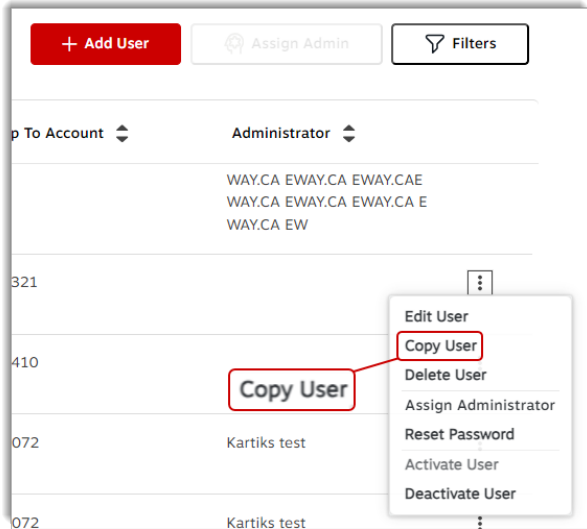 + Add User
Assign Admin
Filters
p To Account
Administrator
WAY.CA EWAY.CA EWAY.CAE
WAY.CA EWAY.CA EWAY.CA E
WAY.CA EW
321
Edit User
Copy User
Delete User
Assign Administrator
Reset Password
Activate User
Deactivate User
410
Copy User
072
Kartiks test
072
Kartiks test